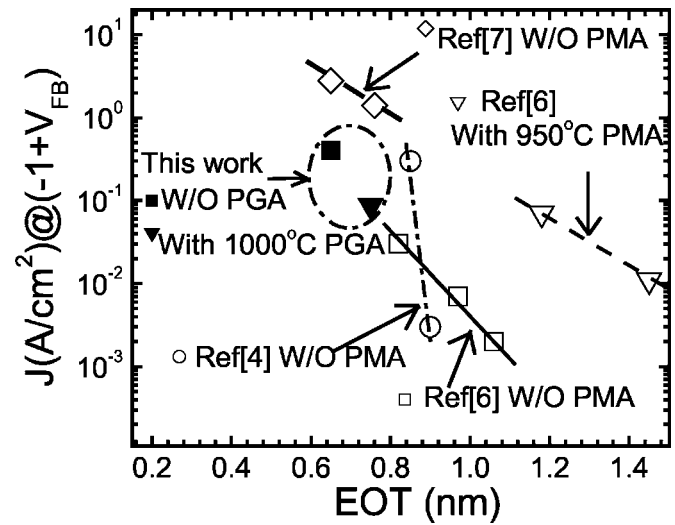 10¹
10⁰
10⁻¹
10⁻²
10⁻³
J(A/cm²)@(-1+V_FB)
◇ Ref[7] W/O PMA
▽ Ref[6]
With 950°C PMA
This work
■ W/O PGA
▼ With 1000°C PGA
○ Ref[4] W/O PMA
□ Ref[6] W/O PMA
0.2 0.4 0.6 0.8 1.0 1.2 1.4
EOT (nm)